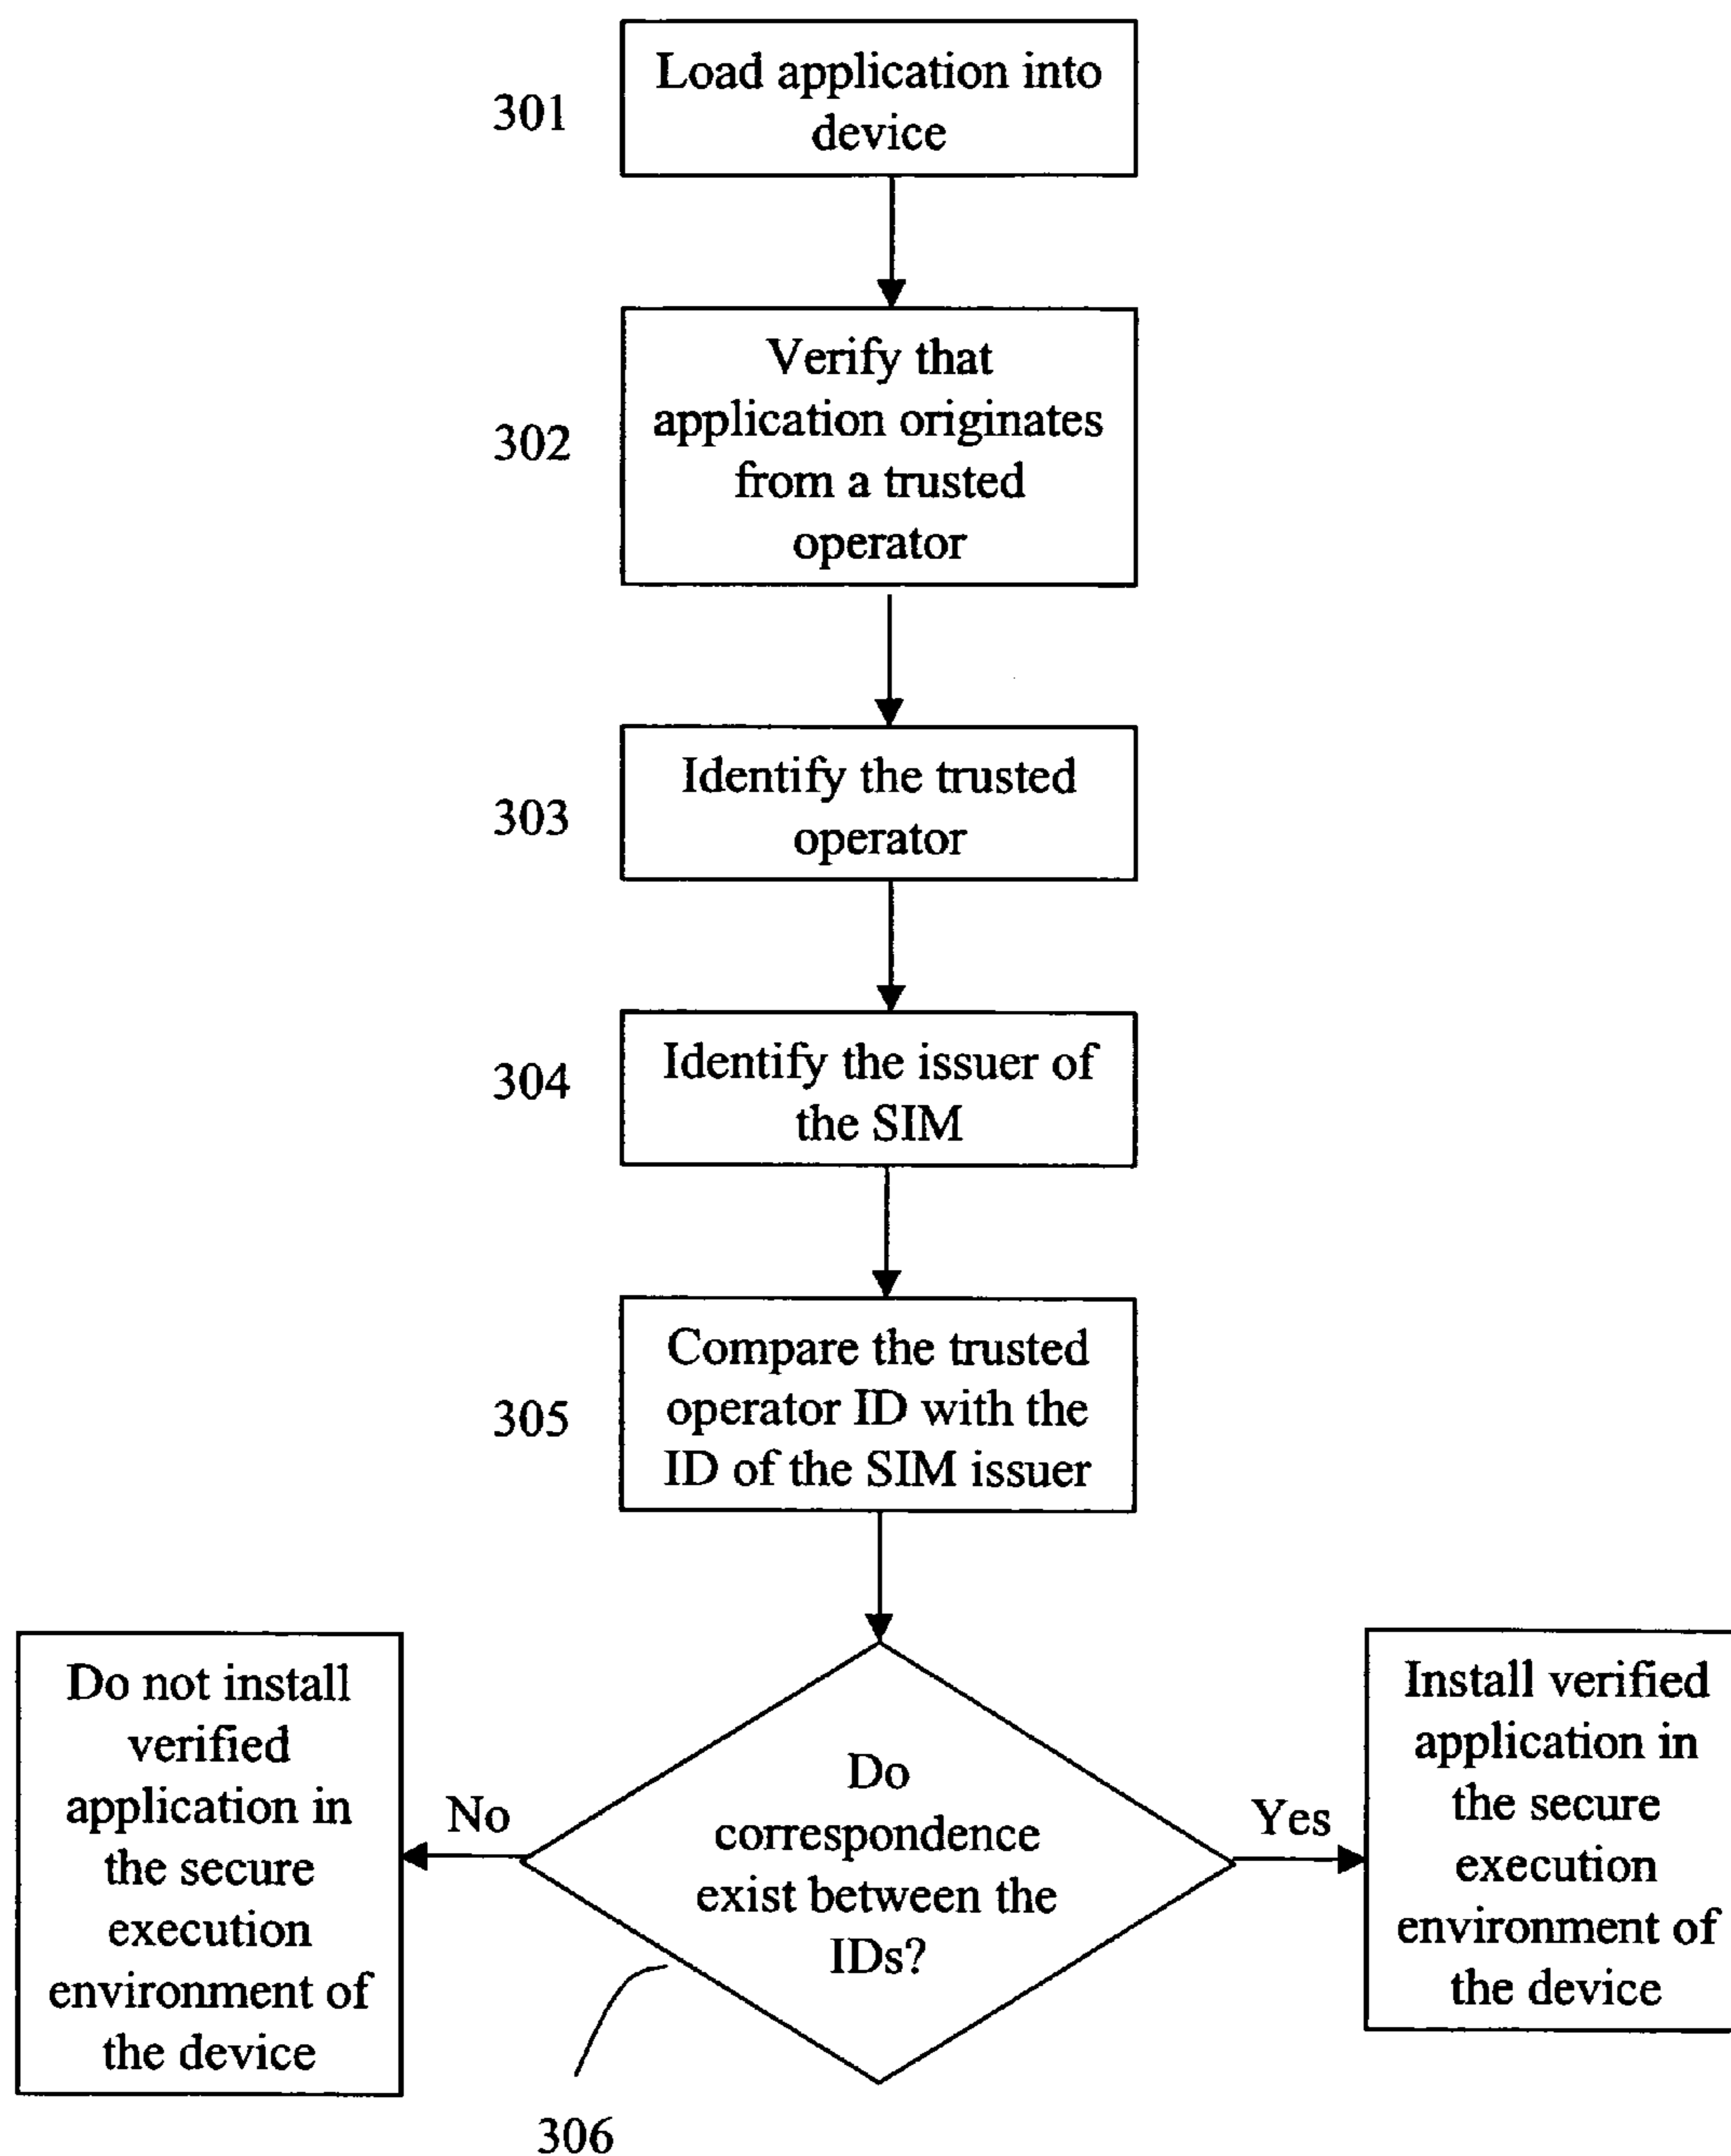 301
Load application into
device
302
Verify that
application originates
from a trusted
operator
303
Identify the trusted
operator
304
Identify the issuer of
the SIM
305
Compare the trusted
operator ID with the
ID of the SIM issuer
Do not install
verified
application in
the secure
execution
environment of
the device
No
Do
correspondence
exist between the
IDs?
Yes
Install verified
application in
the secure
execution
environment of
the device
306